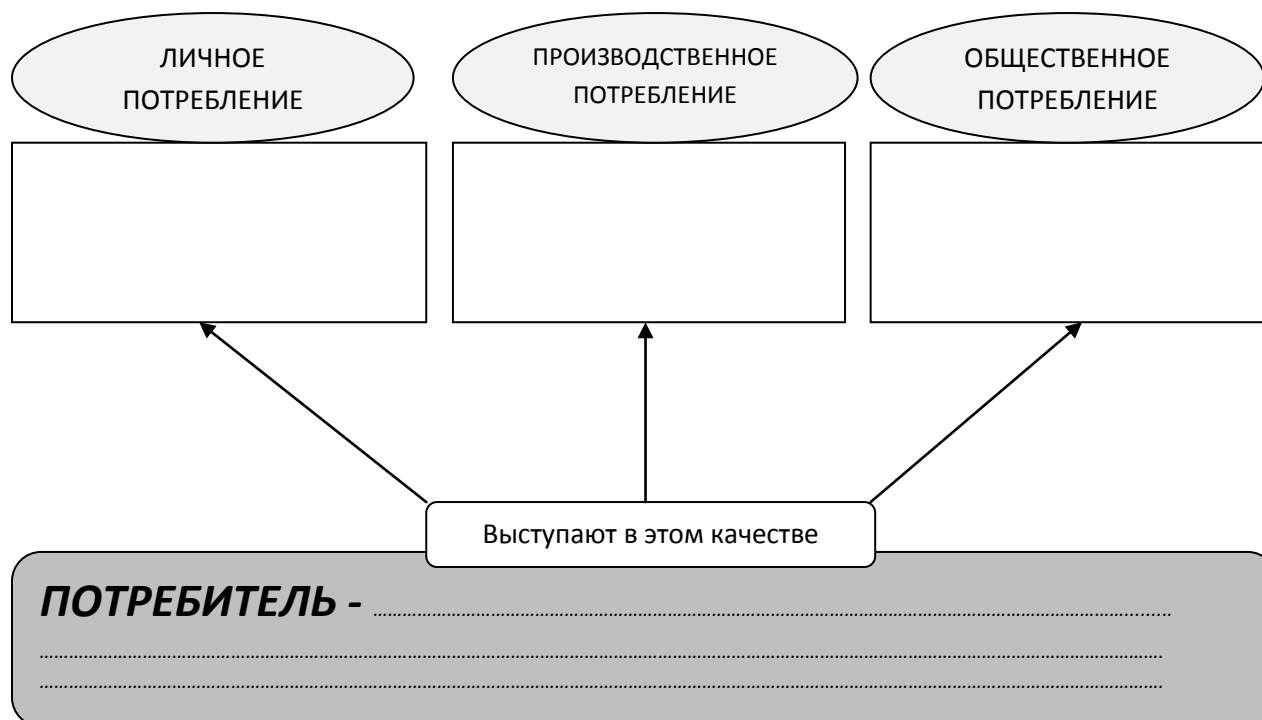 ЛИЧНОЕ
ПОТРЕБЛЕНИЕ
ПРОИЗВОДСТВЕННОЕ
ПОТРЕБЛЕНИЕ
ОБЩЕСТВЕННОЕ
ПОТРЕБЛЕНИЕ
Выступают в этом качестве
ПОТРЕБИТЕЛЬ -